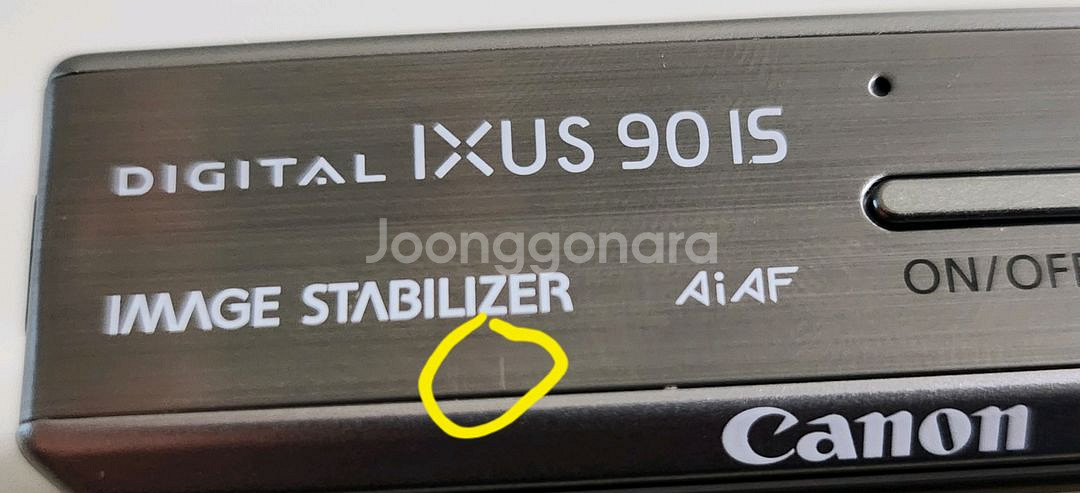 DIGITAL IXUS 90 IS
Joonggonara
IMAGE STABILIZER AiAF
ON/OFF
Canon